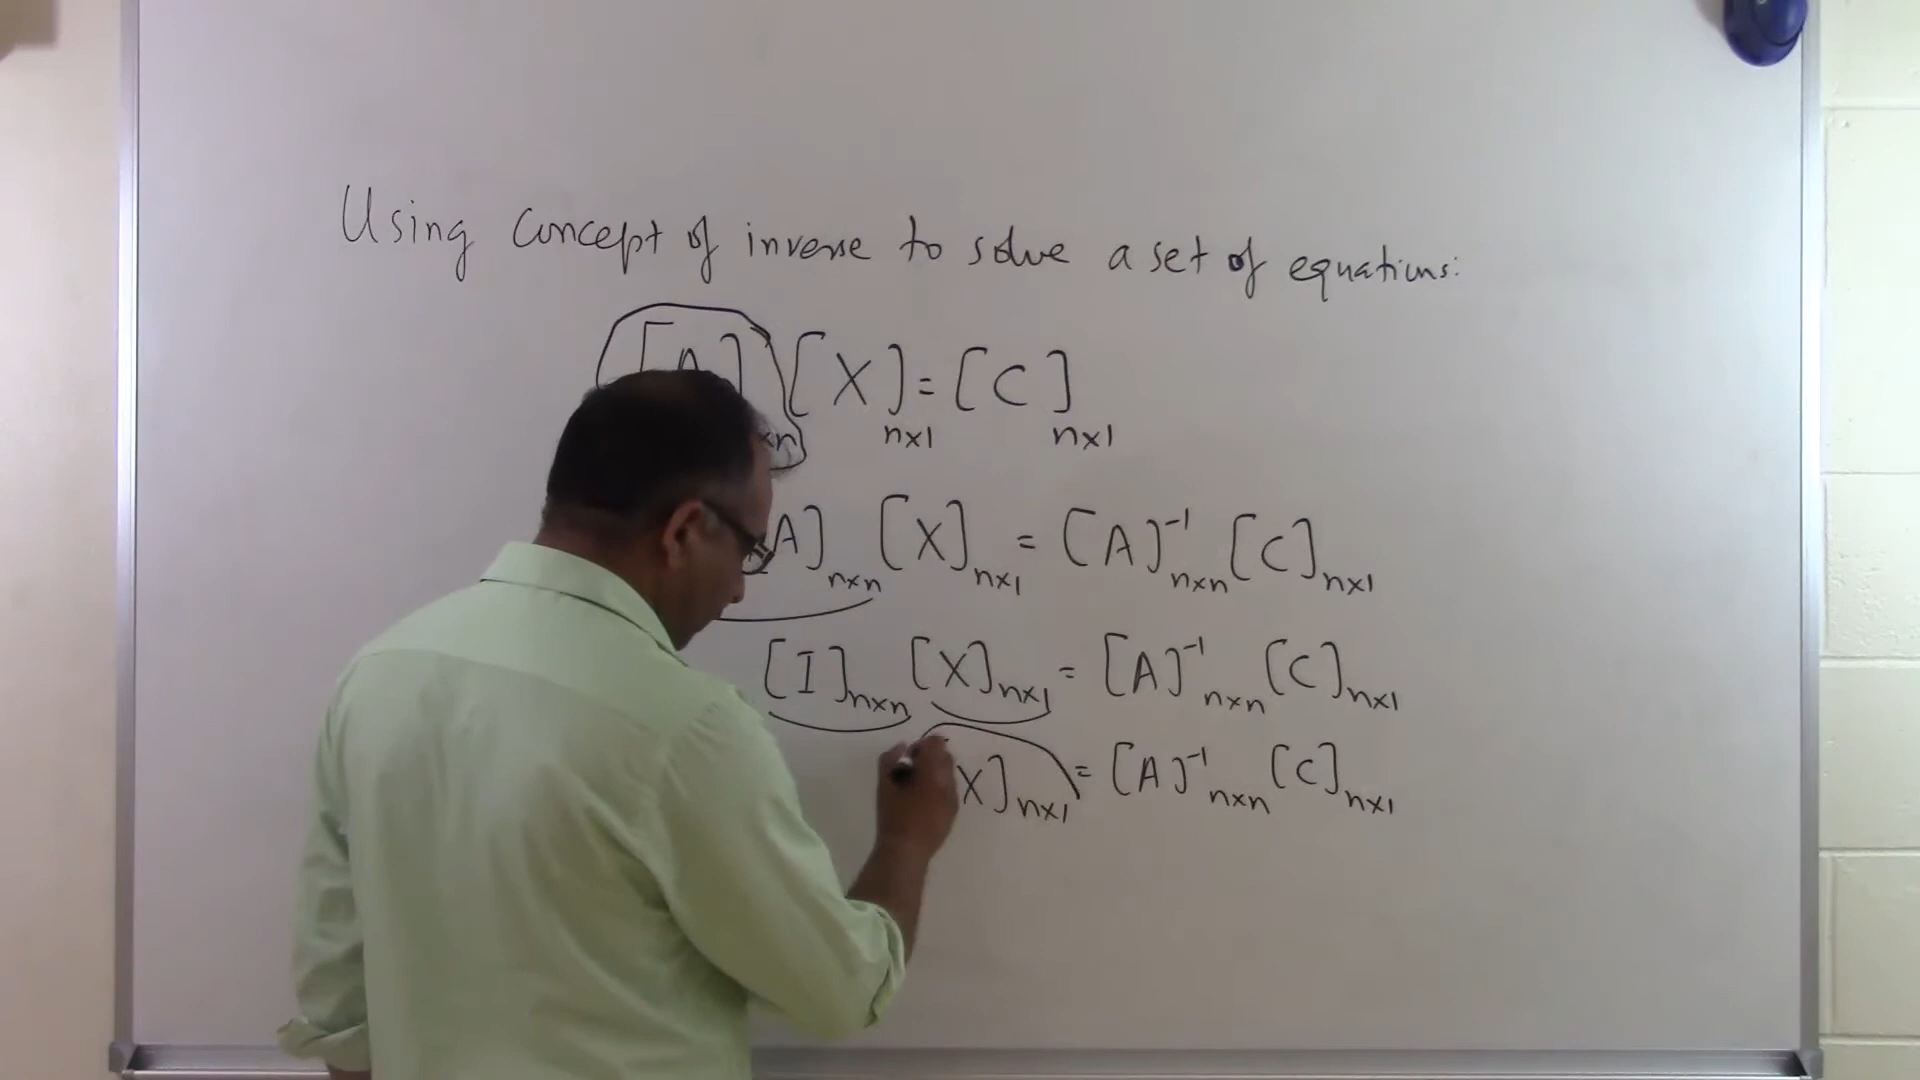 Using concept of inverse to solve a set of equations:
[A] [X]ₙₓ₁ = [C]ₙₓ₁
A]ₙₓₙ [X]ₙₓ₁ = [A]⁻¹ₙₓₙ [C]ₙₓ₁
[I]ₙₓₙ [X]ₙₓ₁ = [A]⁻¹ₙₓₙ [C]ₙₓ₁
X]ₙₓ₁ = [A]⁻¹ₙₓₙ [C]ₙₓ₁